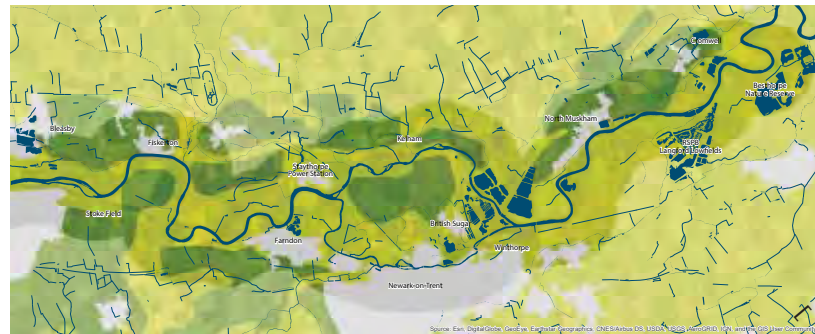 Cromwell
Besthorpe
Nature Reserve
North Muskham
Bleasby
Fiskerton
Kelham
RSPB
Langford Lowfields
Staythorpe
Power Station
Stoke Field
British Sugar
Farndon
Winthorpe
Newark-on-Trent
Source: Esri, DigitalGlobe, GeoEye, Earthstar Geographics, CNES/Airbus DS, USDA, USGS, AeroGRID, IGN, and the GIS User Community